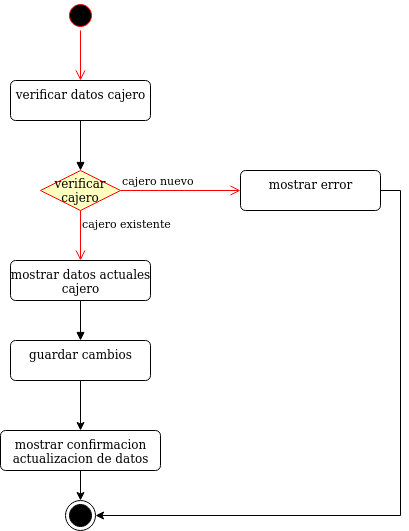 verificar datos cajero
verificar
cajero
cajero nuevo
mostrar error
cajero existente
mostrar datos actuales
cajero
guardar cambios
mostrar confirmacion
actualizacion de datos